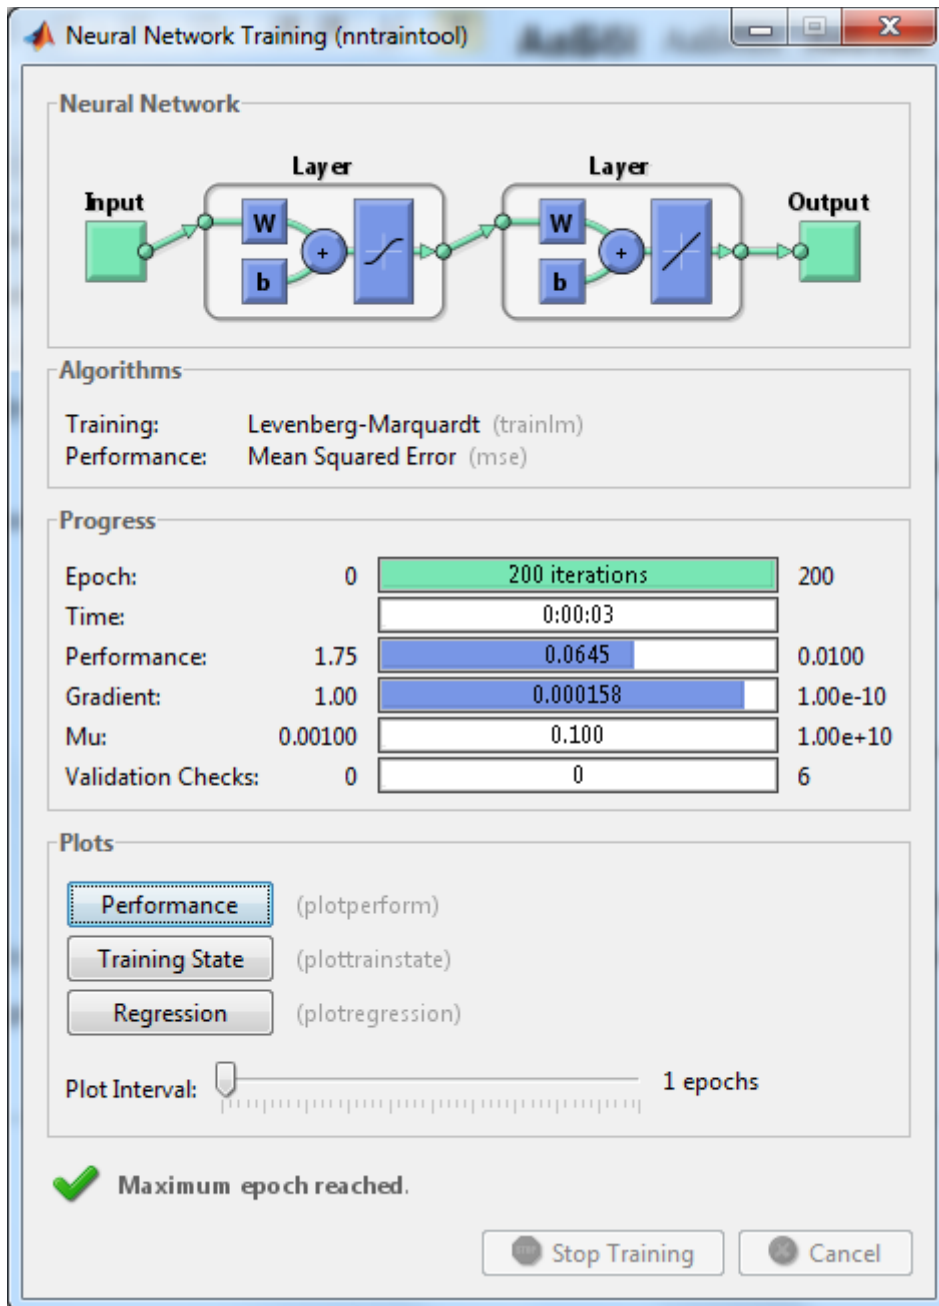 Neural Network Training (nntraintool)
Neural Network
Layer
Layer
Input
Output
W
W
+
+
b
b
Algorithms
Training: Levenberg-Marquardt (trainlm)
Performance: Mean Squared Error (mse)
Progress
Epoch: 0 200 iterations 200
Time: 0:00:03
Performance: 1.75 0.0645 0.0100
Gradient: 1.00 0.000158 1.00e-10
Mu: 0.00100 0.100 1.00e+10
Validation Checks: 0 0 6
Plots
Performance (plotperform)
Training State (plottrainstate)
Regression (plotregression)
Plot Interval: 1 epochs
Maximum epoch reached.
Stop Training
Cancel